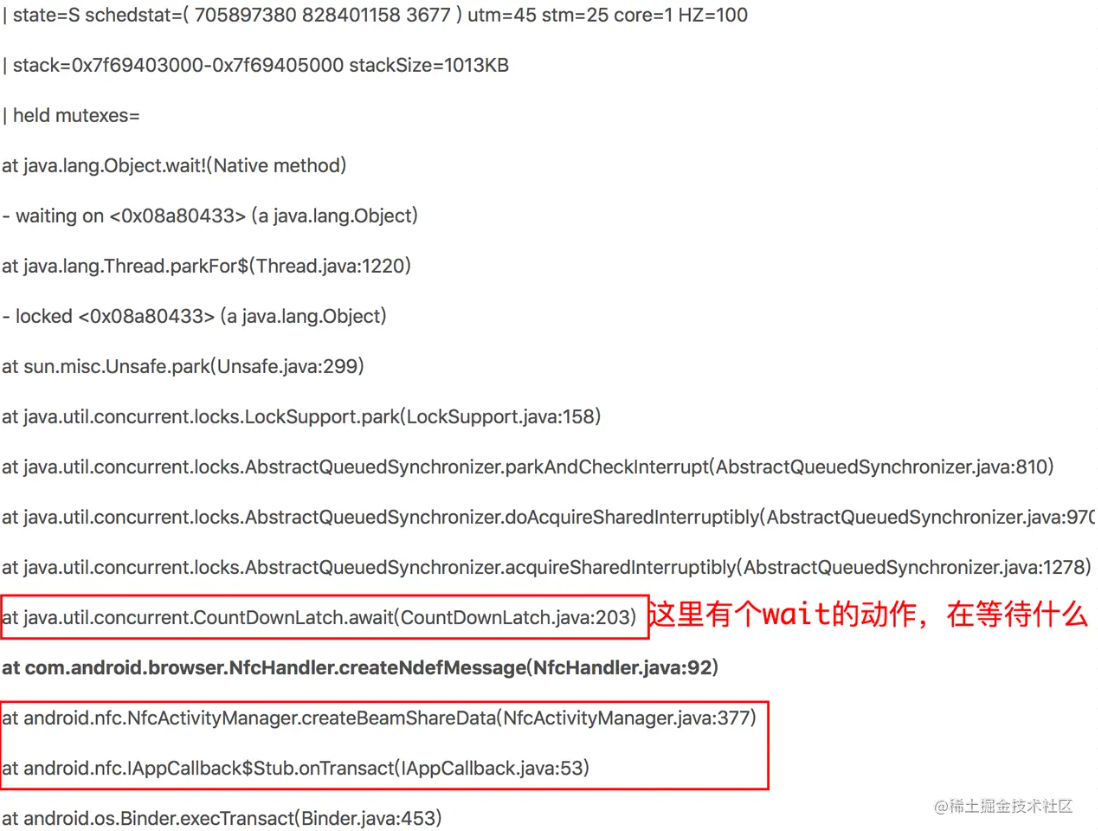 | state=S schedstat=( 705897380 828401158 3677 ) utm=45 stm=25 core=1 HZ=100
| stack=0x7f69403000-0x7f69405000 stackSize=1013KB
| held mutexes=
at java.lang.Object.wait!(Native method)
- waiting on <0x08a80433> (a java.lang.Object)
at java.lang.Thread.parkFor$(Thread.java:1220)
- locked <0x08a80433> (a java.lang.Object)
at sun.misc.Unsafe.park(Unsafe.java:299)
at java.util.concurrent.locks.LockSupport.park(LockSupport.java:158)
at java.util.concurrent.locks.AbstractQueuedSynchronizer.parkAndCheckInterrupt(AbstractQueuedSynchronizer.java:810)
at java.util.concurrent.locks.AbstractQueuedSynchronizer.doAcquireSharedInterruptibly(AbstractQueuedSynchronizer.java:970
at java.util.concurrent.locks.AbstractQueuedSynchronizer.acquireSharedInterruptibly(AbstractQueuedSynchronizer.java:1278)
at java.util.concurrent.CountDownLatch.await(CountDownLatch.java:203) 这里有个wait的动作，在等待什么
at com.android.browser.NfcHandler.createNdefMessage(NfcHandler.java:92)
at android.nfc.NfcActivityManager.createBeamShareData(NfcActivityManager.java:377)
at android.nfc.IAppCallback$Stub.onTransact(IAppCallback.java:53)
at android.os.Binder.execTransact(Binder.java:453)
@稀土掘金技术社区